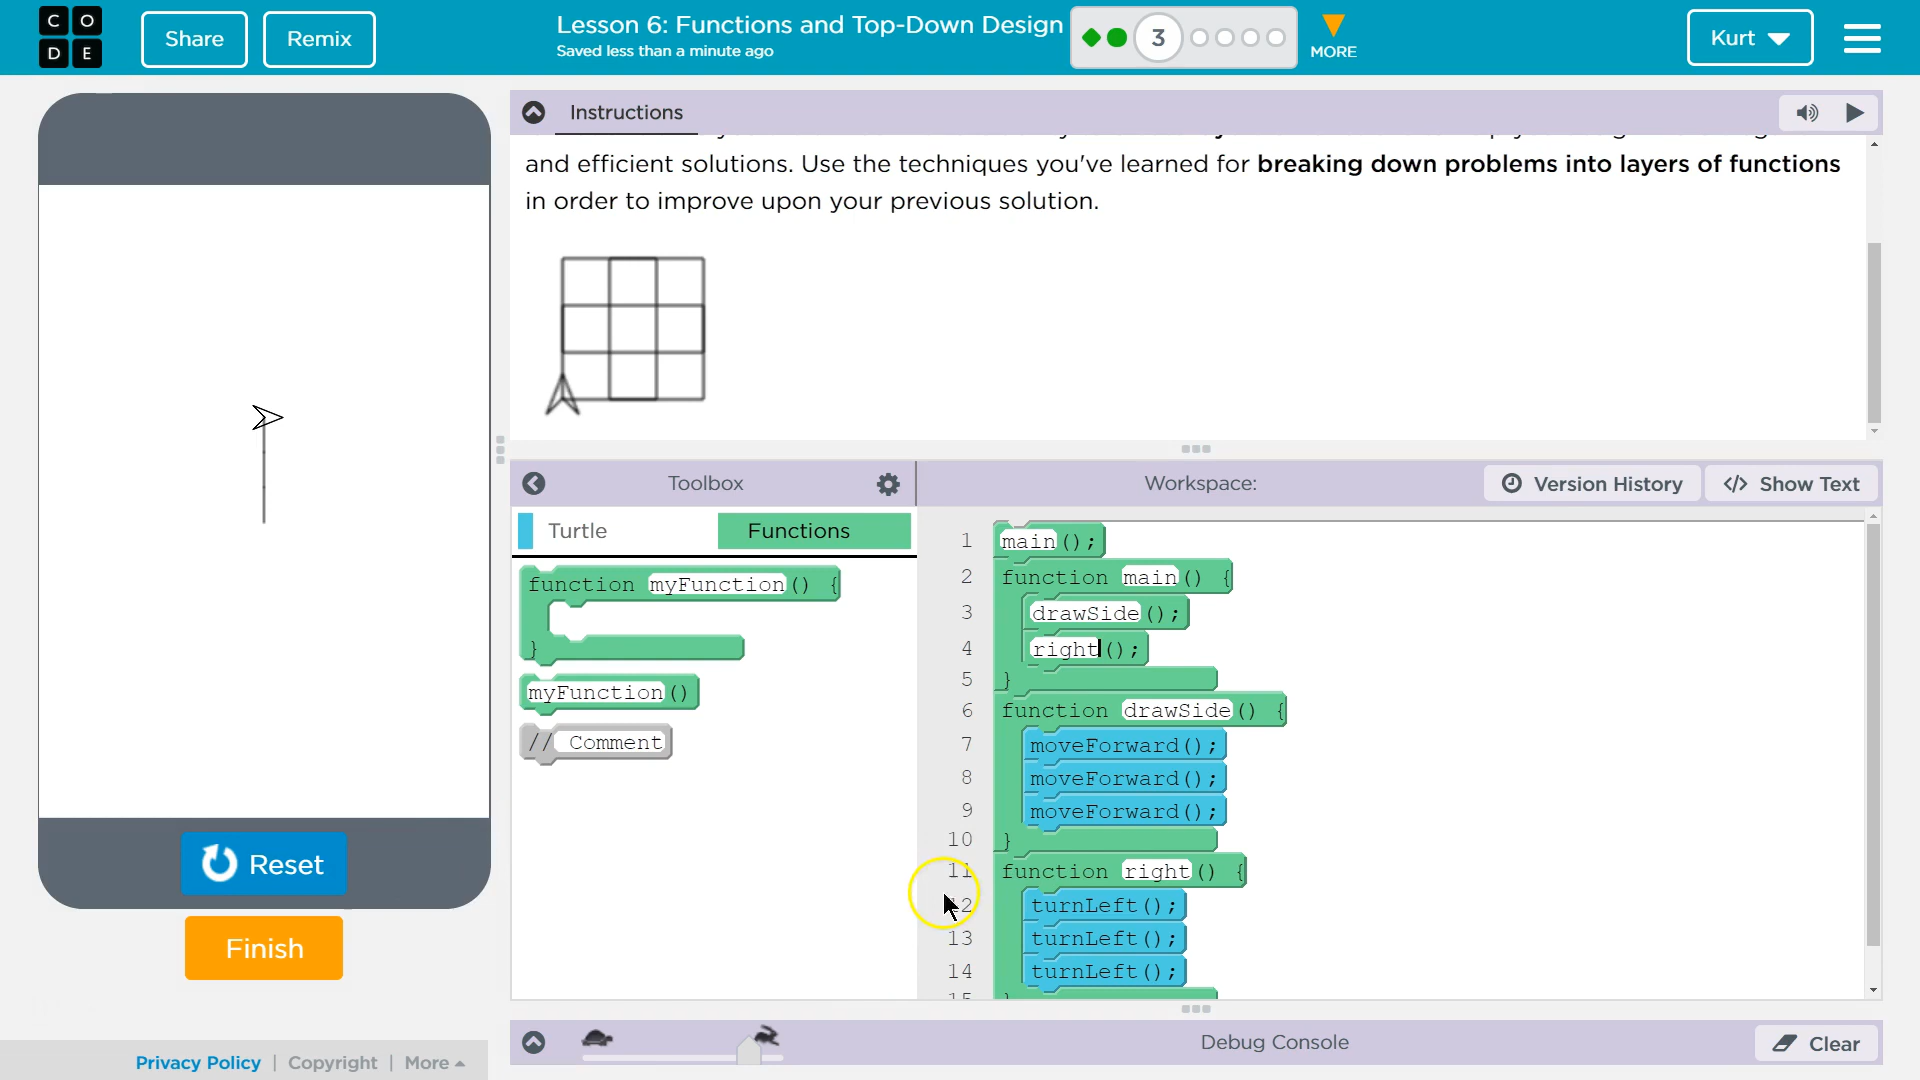 C O
D E
Share
Remix
Lesson 6: Functions and Top-Down Design
Saved less than a minute ago
3
MORE
Kurt
Instructions
and efficient solutions. Use the techniques you've learned for breaking down problems into layers of functions
in order to improve upon your previous solution.
Toolbox
Workspace:
Version History
</> Show Text
Turtle
Functions
function myFunction() {
}
myFunction()
// Comment
1 main();
2 function main() {
3 drawSide();
4 right();
5 }
6 function drawSide() {
7 moveForward();
8 moveForward();
9 moveForward();
10 }
11 function right() {
12 turnLeft();
13 turnLeft();
14 turnLeft();
15 }
Reset
Finish
Debug Console
Clear
Privacy Policy | Copyright | More